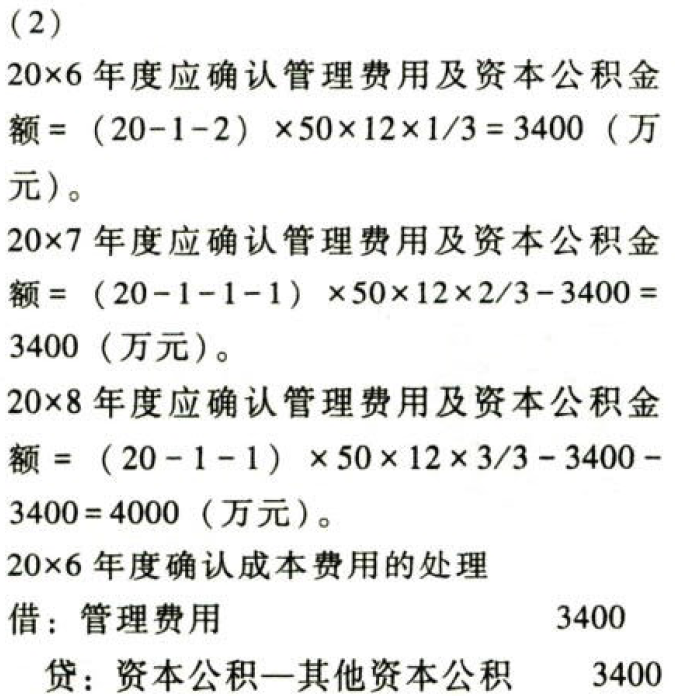 (2)
20×6 年度应确认管理费用及资本公积金
额= (20-1-2) ×50×12×1/3=3400 (万
元)。
20×7 年度应确认管理费用及资本公积金
额= (20-1-1-1) ×50×12×2/3-3400=
3400 (万元)。
20×8 年度应确认管理费用及资本公积金
额 = (20-1-1) ×50×12×3/3-3400-
3400=4000 (万元)。
20×6 年度确认成本费用的处理
借：管理费用 3400
贷：资本公积—其他资本公积 3400